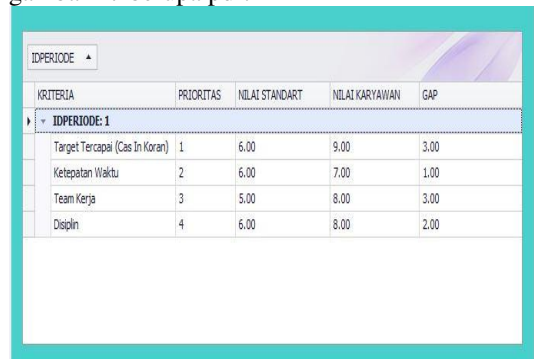 IDPERIODE
KRITERIA PRIORITAS NILAI STANDART NILAI KARYAWAN GAP
IDPERIODE: 1
Target Tercapai (Cas In Koran) 1 6.00 9.00 3.00
Ketepatan Waktu 2 6.00 7.00 1.00
Team Kerja 3 5.00 8.00 3.00
Disiplin 4 6.00 8.00 2.00